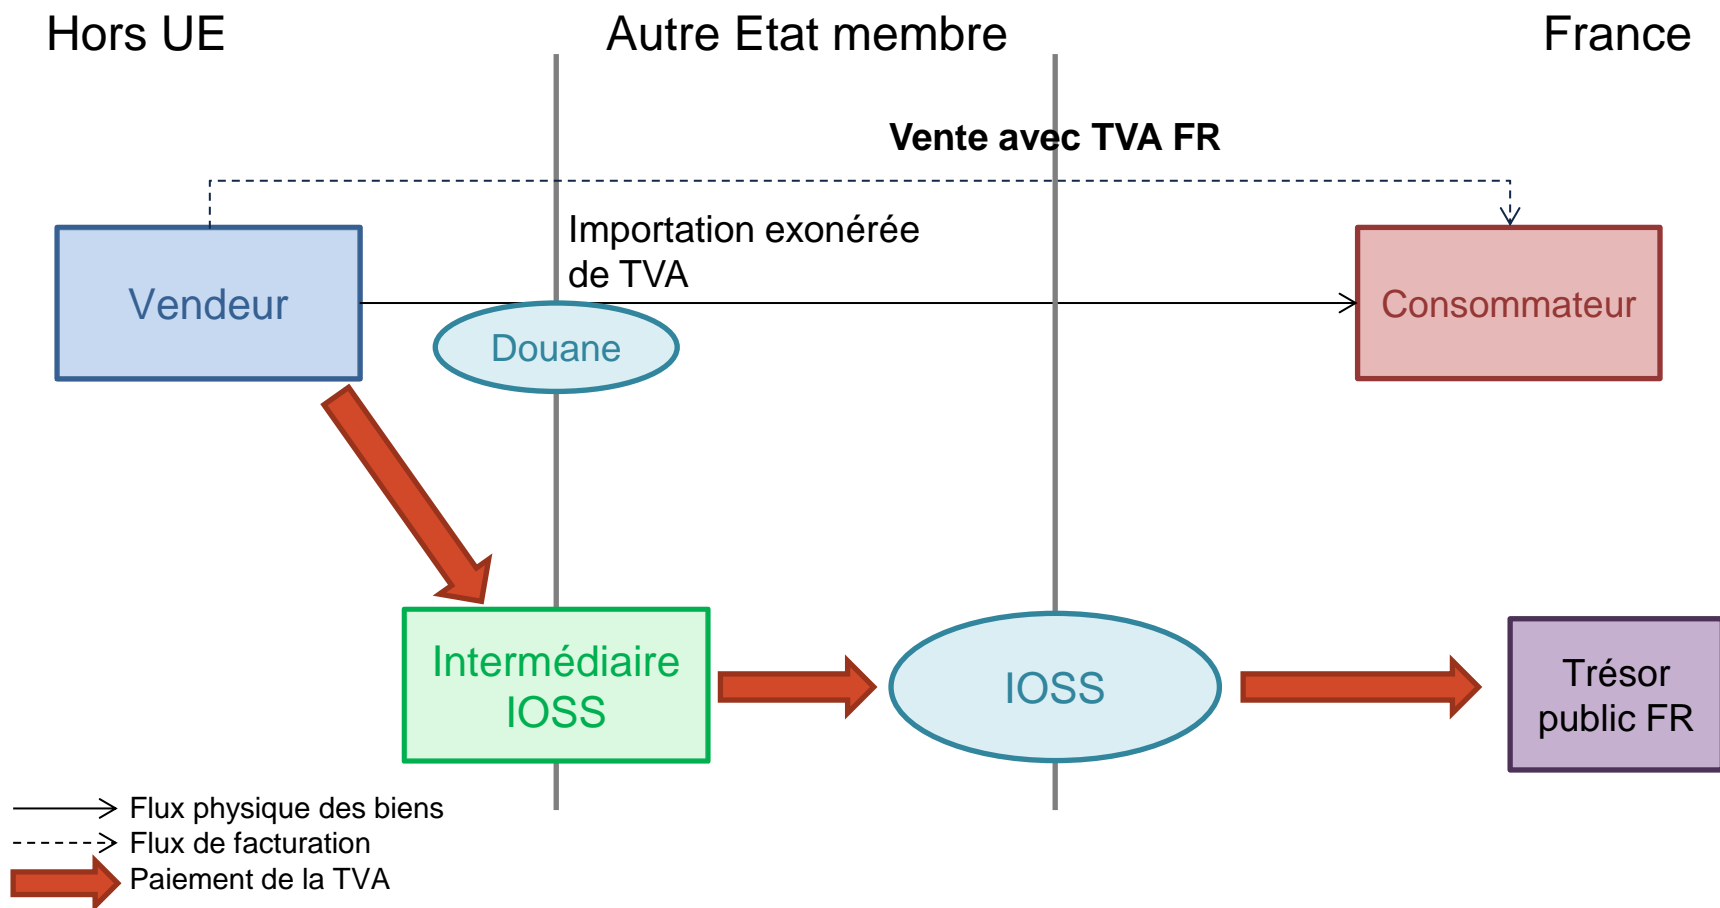 Hors UE
Autre Etat membre
France
Vente avec TVA FR
Importation exonérée
de TVA
Vendeur
Douane
Consommateur
Intermédiaire
IOSS
IOSS
Trésor
public FR
Flux physique des biens
Flux de facturation
Paiement de la TVA